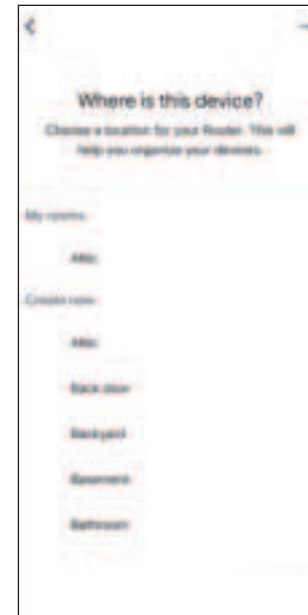 Where is this device?
Choose a location for your Router. This will
help you organize your devices.
My rooms
Attic
Create new
Attic
Back door
Backyard
Basement
Bathroom